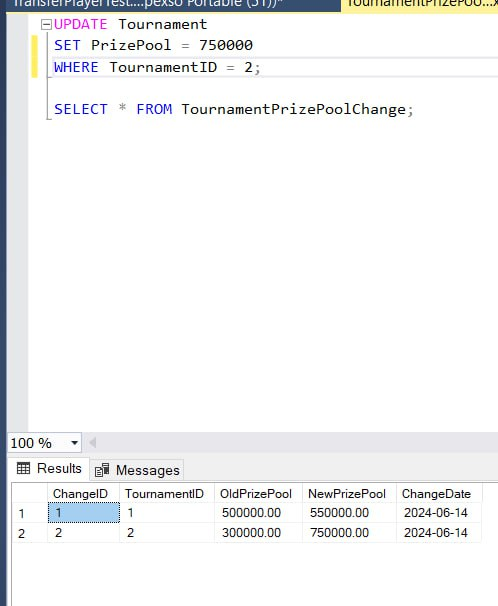 TransferPlayerTest....pexso Portable (51))*
TournamentPrizePoo...x
UPDATE Tournament
SET PrizePool = 750000
WHERE TournamentID = 2;
SELECT * FROM TournamentPrizePoolChange;
100 %
Results Messages
ChangeID TournamentID OldPrizePool NewPrizePool ChangeDate
1 1 1 500000.00 550000.00 2024-06-14
2 2 2 300000.00 750000.00 2024-06-14